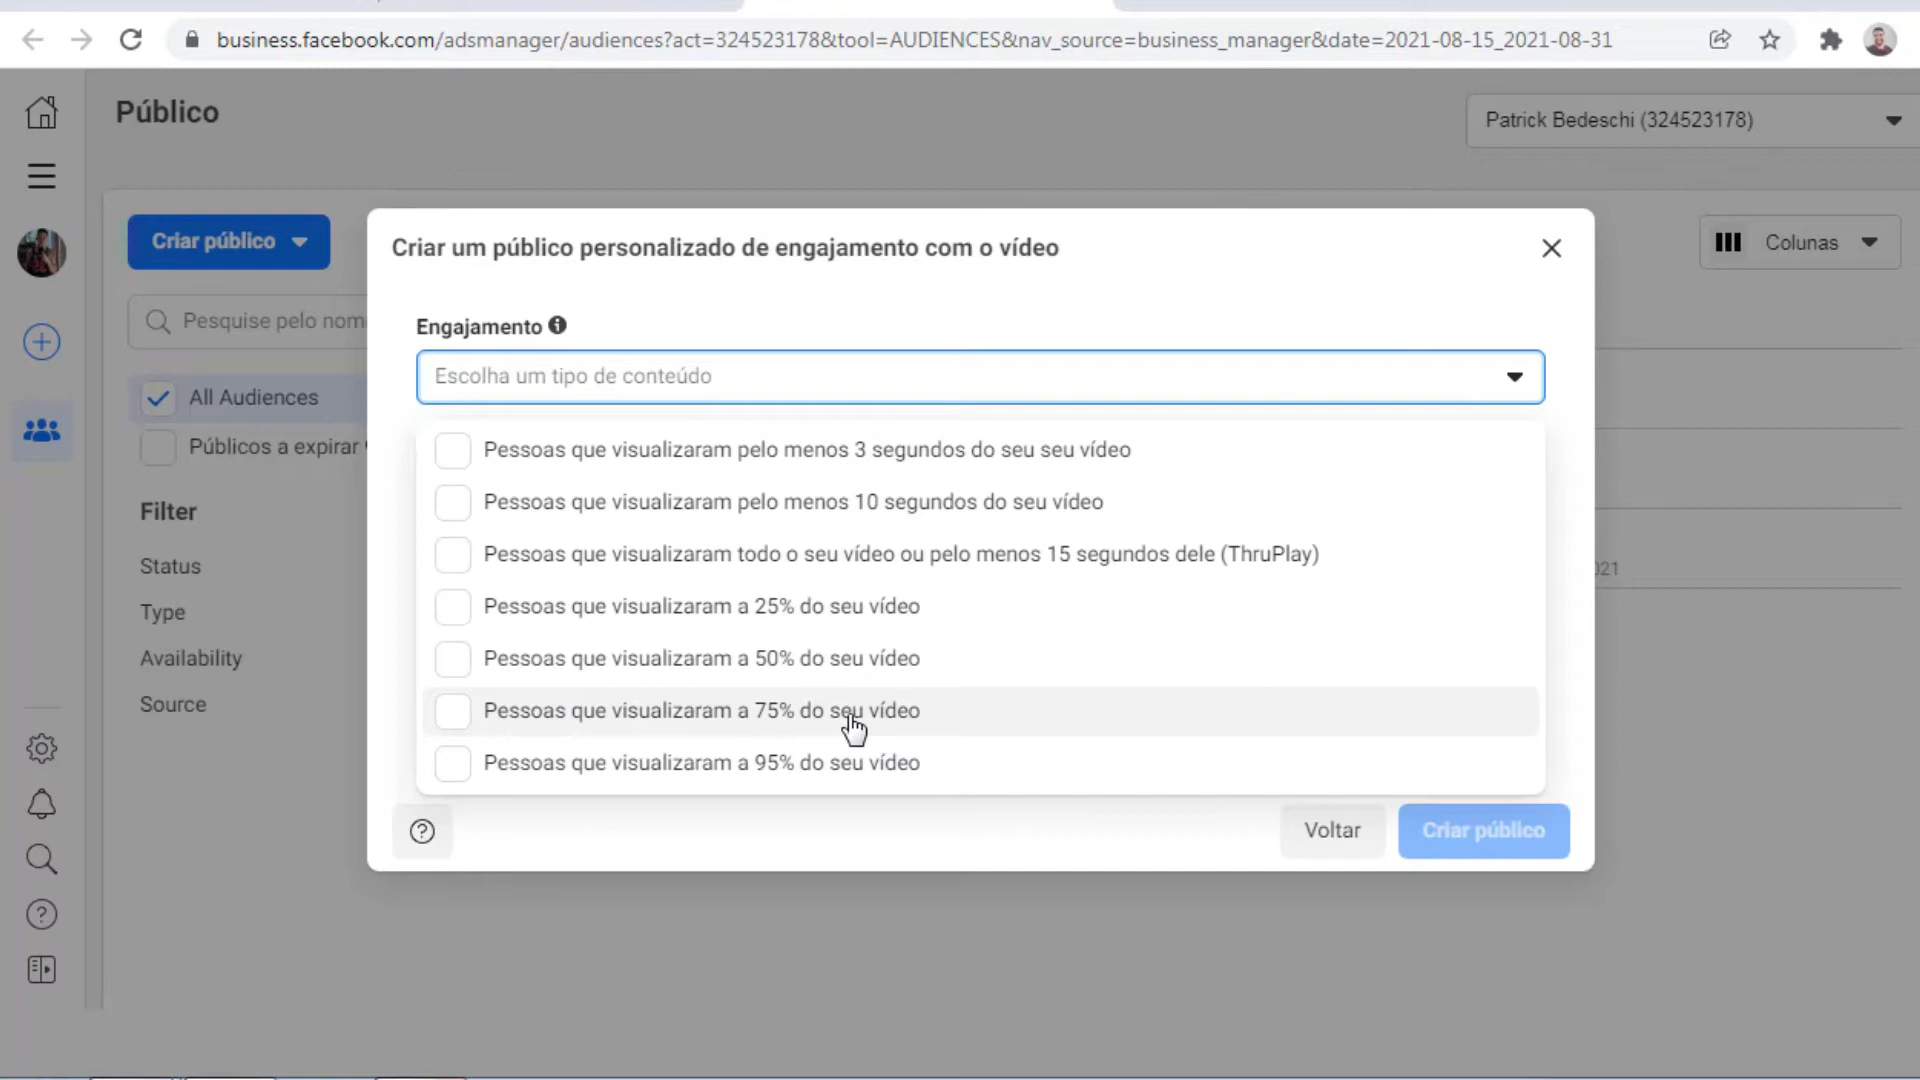 business.facebook.com/adsmanager/audiences?act=324523178&tool=AUDIENCES&nav_source=business_manager&date=2021-08-15_2021-08-31
Público
Patrick Bedeschi (324523178)
Criar público
Colunas
Criar um público personalizado de engajamento com o vídeo
Pesquise pelo nom
Engajamento
Escolha um tipo de conteúdo
All Audiences
Públicos a expirar
Pessoas que visualizaram pelo menos 3 segundos do seu seu vídeo
Pessoas que visualizaram pelo menos 10 segundos do seu vídeo
Pessoas que visualizaram todo o seu vídeo ou pelo menos 15 segundos dele (ThruPlay)
Pessoas que visualizaram a 25% do seu vídeo
Pessoas que visualizaram a 50% do seu vídeo
Pessoas que visualizaram a 75% do seu vídeo
Pessoas que visualizaram a 95% do seu vídeo
Filter
Status
Type
Availability
Source
021
Voltar
Criar público